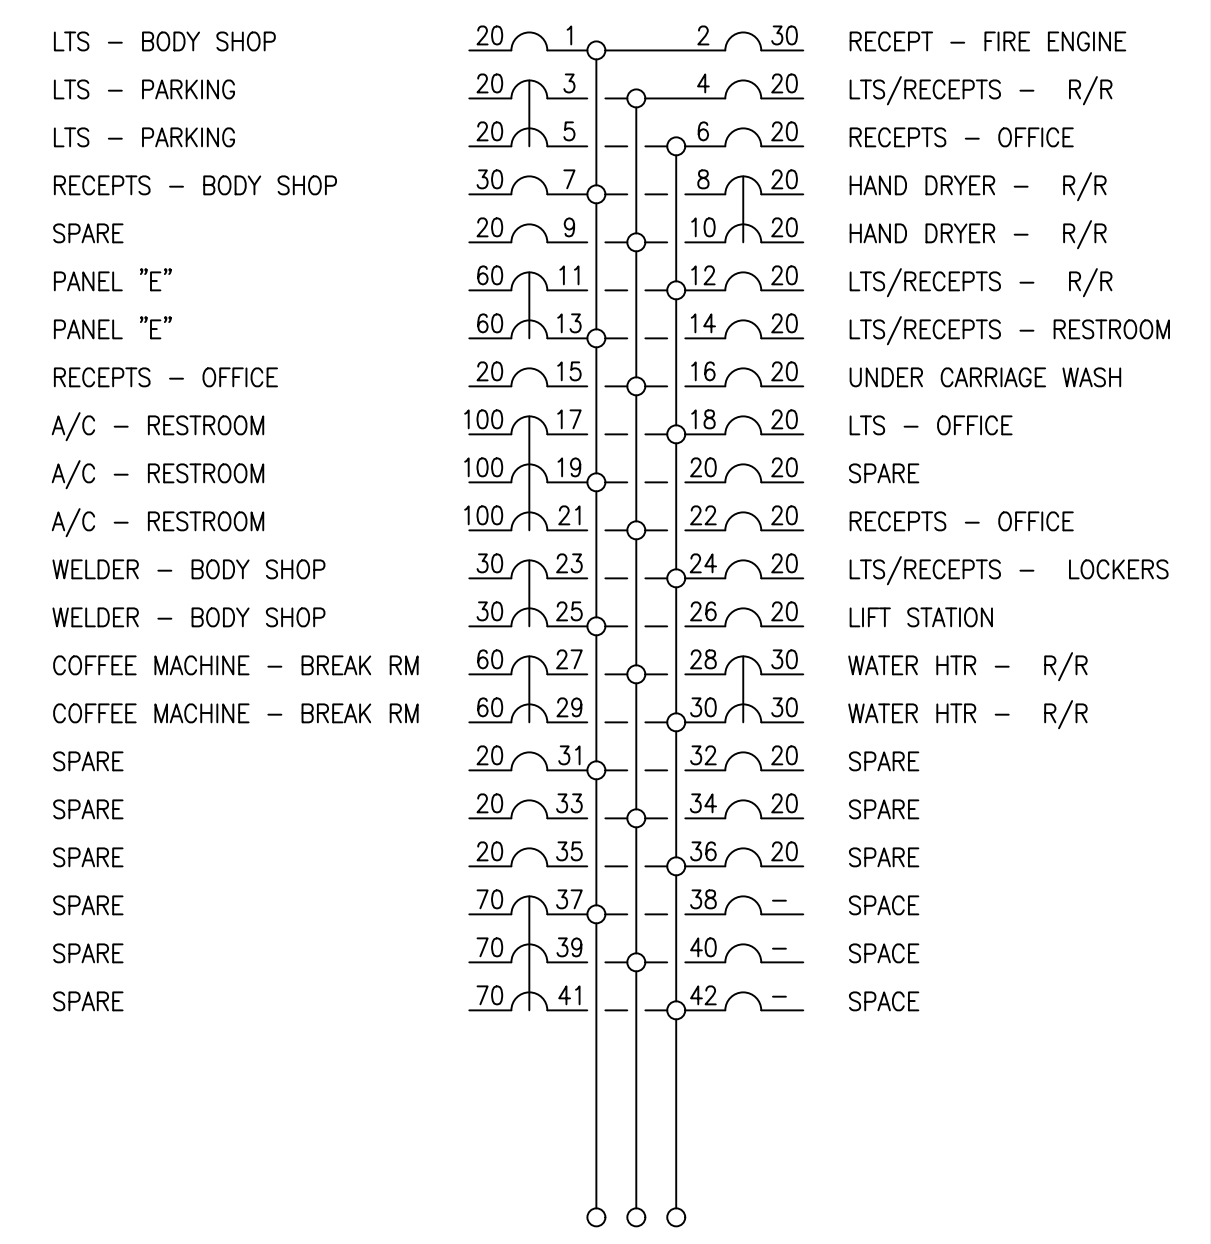 LTS – BODY SHOP 20 1 2 30 RECEPT – FIRE ENGINE
LTS – PARKING 20 3 4 20 LTS/RECEPTS – R/R
LTS – PARKING 20 5 6 20 RECEPTS – OFFICE
RECEPTS – BODY SHOP 30 7 8 20 HAND DRYER – R/R
SPARE 20 9 10 20 HAND DRYER – R/R
PANEL "E" 60 11 12 20 LTS/RECEPTS – R/R
PANEL "E" 60 13 14 20 LTS/RECEPTS – RESTROOM
RECEPTS – OFFICE 20 15 16 20 UNDER CARRIAGE WASH
A/C – RESTROOM 100 17 18 20 LTS – OFFICE
A/C – RESTROOM 100 19 20 20 SPARE
A/C – RESTROOM 100 21 22 20 RECEPTS – OFFICE
WELDER – BODY SHOP 30 23 24 20 LTS/RECEPTS – LOCKERS
WELDER – BODY SHOP 30 25 26 20 LIFT STATION
COFFEE MACHINE – BREAK RM 60 27 28 30 WATER HTR – R/R
COFFEE MACHINE – BREAK RM 60 29 30 30 WATER HTR – R/R
SPARE 20 31 32 20 SPARE
SPARE 20 33 34 20 SPARE
SPARE 20 35 36 20 SPARE
SPARE 70 37 38 – SPACE
SPARE 70 39 40 – SPACE
SPARE 70 41 42 – SPACE